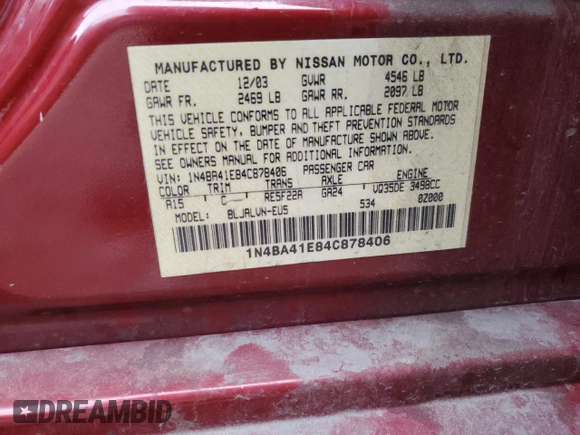 MANUFACTURED BY NISSAN MOTOR CO., LTD.
DATE 12/03 GVWR 4546 LB
GAWR FR. 2469 LB GAWR RR. 2097 LB
THIS VEHICLE CONFORMS TO ALL APPLICABLE FEDERAL MOTOR
VEHICLE SAFETY, BUMPER AND THEFT PREVENTION STANDARDS
IN EFFECT ON THE DATE OF MANUFACTURE SHOWN ABOVE.
SEE OWNERS MANUAL FOR ADDITIONAL INFORMATION.
VIN: 1N4BA41E84C878406 PASSENGER CAR
COLOR TRIM TRANS AXLE ENGINE
A15 C RE5F22A GA24 VQ35DE 3498CC
MODEL: BLJALVN-EU5 534 02000
1N4BA41E84C878406
DREAMBID